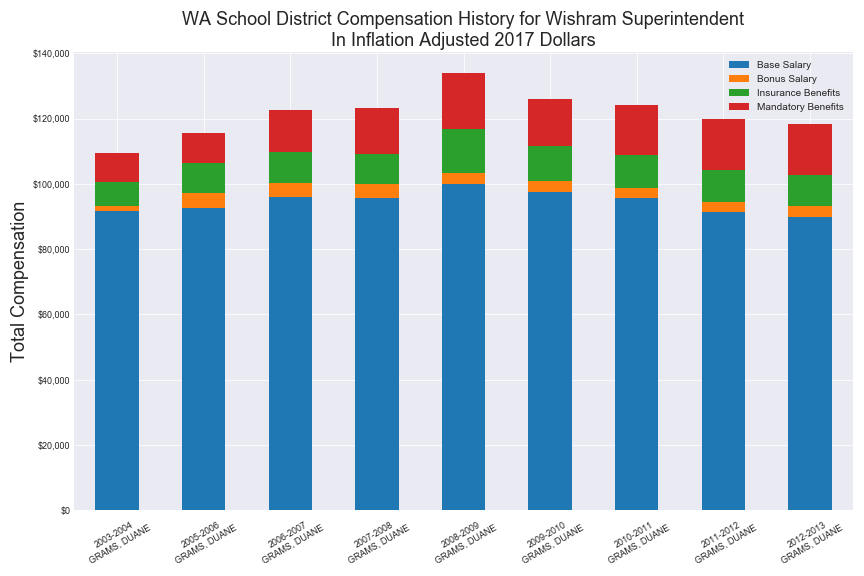 WA School District Compensation History for Wishram Superintendent
In Inflation Adjusted 2017 Dollars
Base Salary
Bonus Salary
Insurance Benefits
Mandatory Benefits
Total Compensation
$140,000
$120,000
$100,000
$80,000
$60,000
$40,000
$20,000
$0
2003-2004
GRAMS, DUANE
2005-2006
GRAMS, DUANE
2006-2007
GRAMS, DUANE
2007-2008
GRAMS, DUANE
2008-2009
GRAMS, DUANE
2009-2010
GRAMS, DUANE
2010-2011
GRAMS, DUANE
2011-2012
GRAMS, DUANE
2012-2013
GRAMS, DUANE